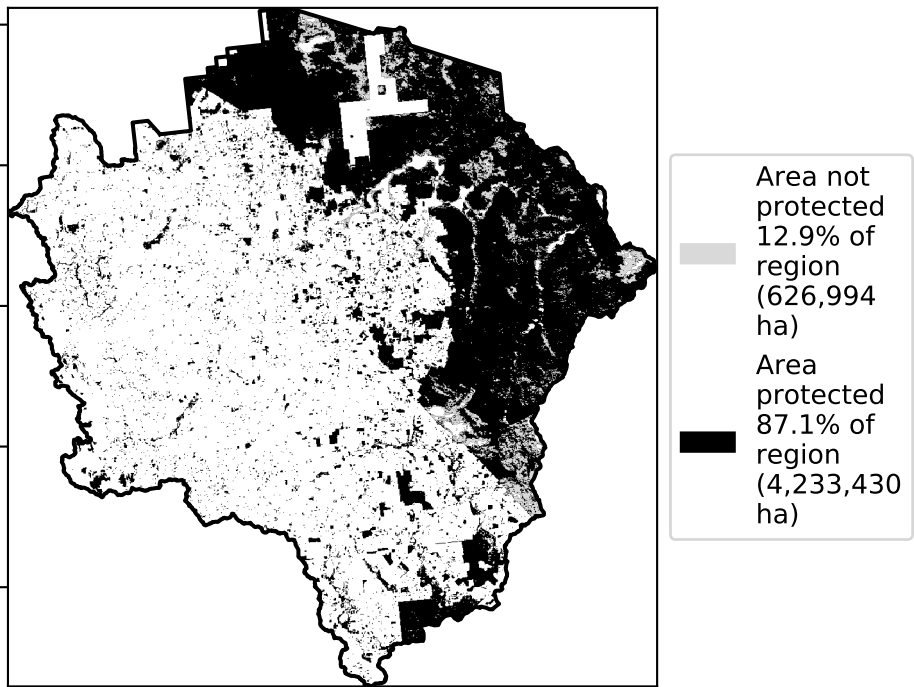 Area not
protected
12.9% of
region
(626,994
ha)
Area
protected
87.1% of
region
(4,233,430
ha)